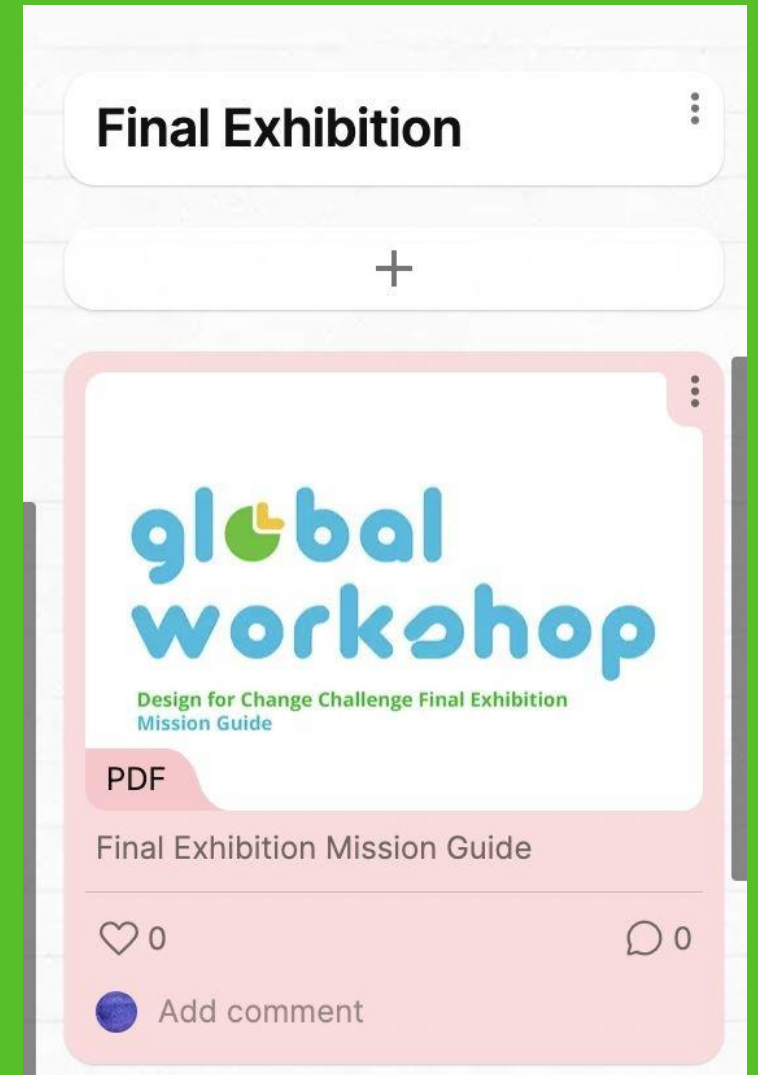 Final Exhibition
+
global
workshop
Design for Change Challenge Final Exhibition
Mission Guide
PDF
Final Exhibition Mission Guide
0
0
Add comment